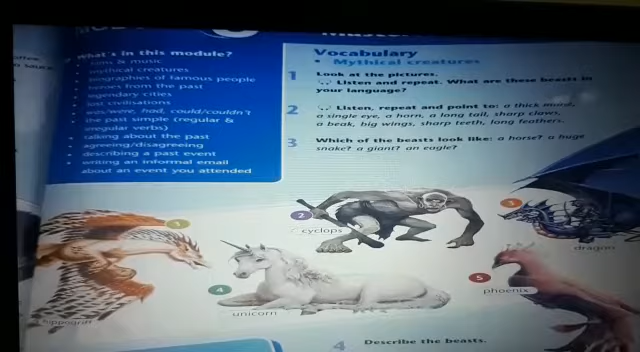 What's in this module?
films & music
mythical creatures
biographies of famous people
heroes from the past
legendary cities
lost civilisations
was/were, had, could/couldn't
the past simple (regular &
irregular verbs)
talking about the past
agreeing/disagreeing
describing a past event
writing an informal email
about an event you attended
Vocabulary
• Mythical creatures
1 Look at the pictures.
Listen and repeat. What are these beasts in
your language?
2 Listen, repeat and point to: a thick mane,
a single eye, a horn, a long tail, sharp claws,
a beak, big wings, sharp teeth, long feathers.
3 Which of the beasts look like: a horse? a huge
snake? a giant? an eagle?
1
hippogriff
2
cyclops
3
dragon
4
unicorn
5
phoenix
4 Describe the beasts.